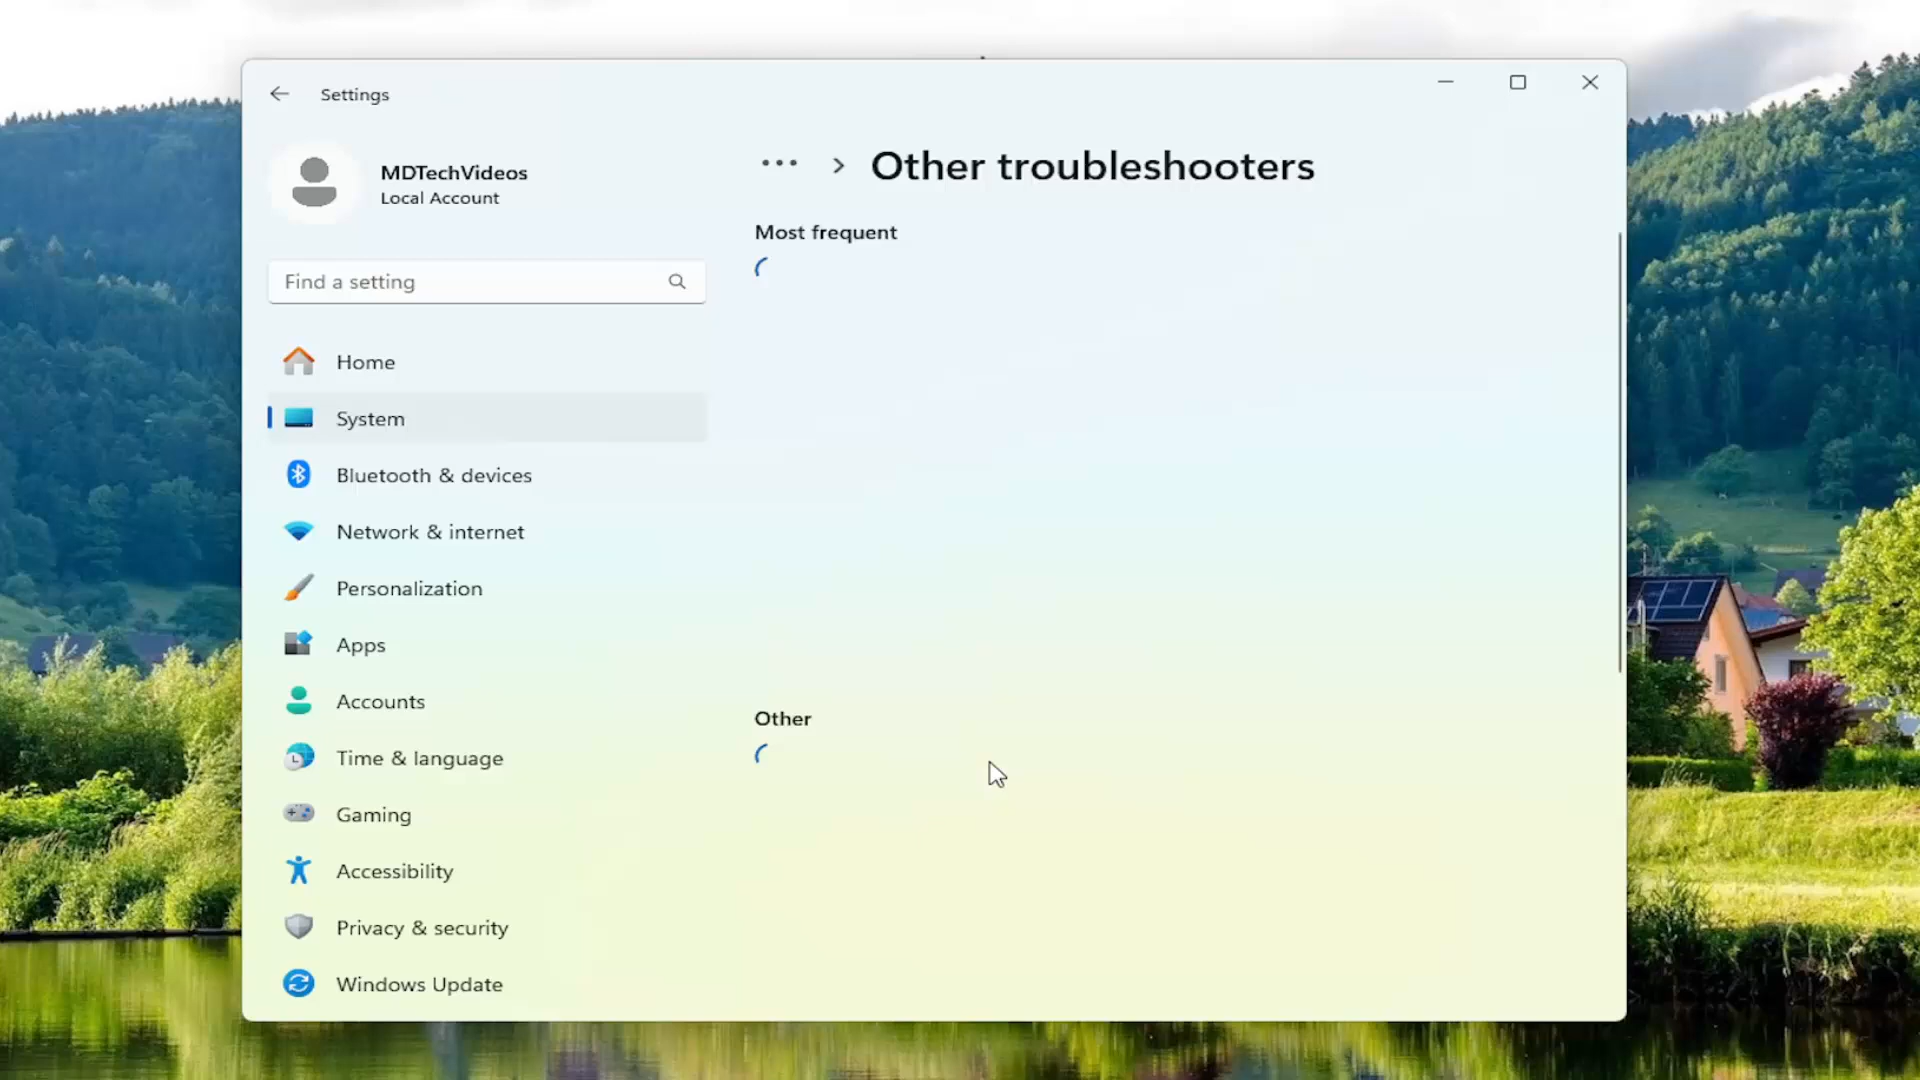 Settings
MDTechVideos
Local Account
Find a setting
Home
System
Bluetooth & devices
Network & internet
Personalization
Apps
Accounts
Time & language
Gaming
Accessibility
Privacy & security
Windows Update
··· > Other troubleshooters
Most frequent
Other